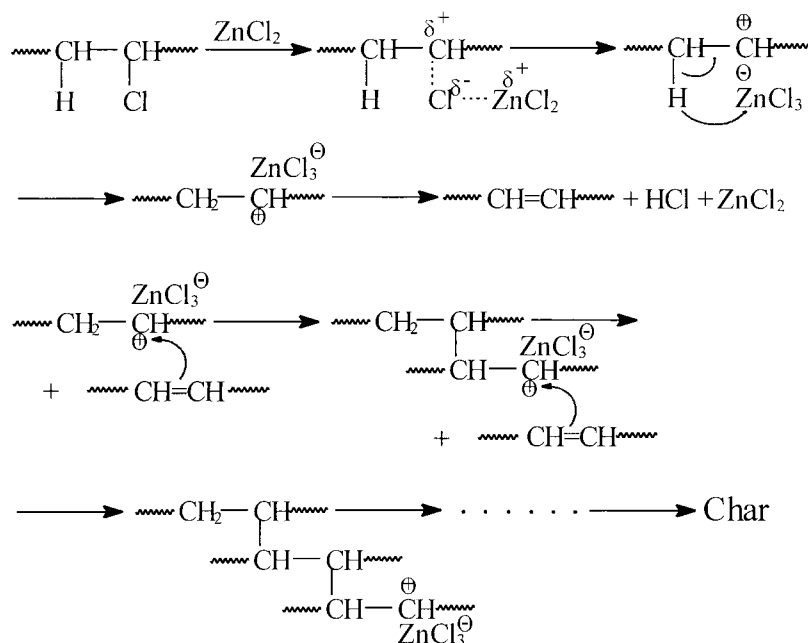 CH—CH ZnCl₂ CH—CH δ⁺ CH—CH ⊕
H Cl H Cl δ⁻ ZnCl₂ δ⁺ H ZnCl₃ ⊖
ZnCl₃⊖
CH₂—CH ⊕ CH=CH + HCl + ZnCl₂
ZnCl₃⊖
CH₂—CH ⊕ CH₂—CH
+ CH=CH CH—CH ⊕ ZnCl₃⊖
+ CH=CH
CH₂—CH . . . . . . Char
CH—CH
CH—CH ⊕
ZnCl₃⊖